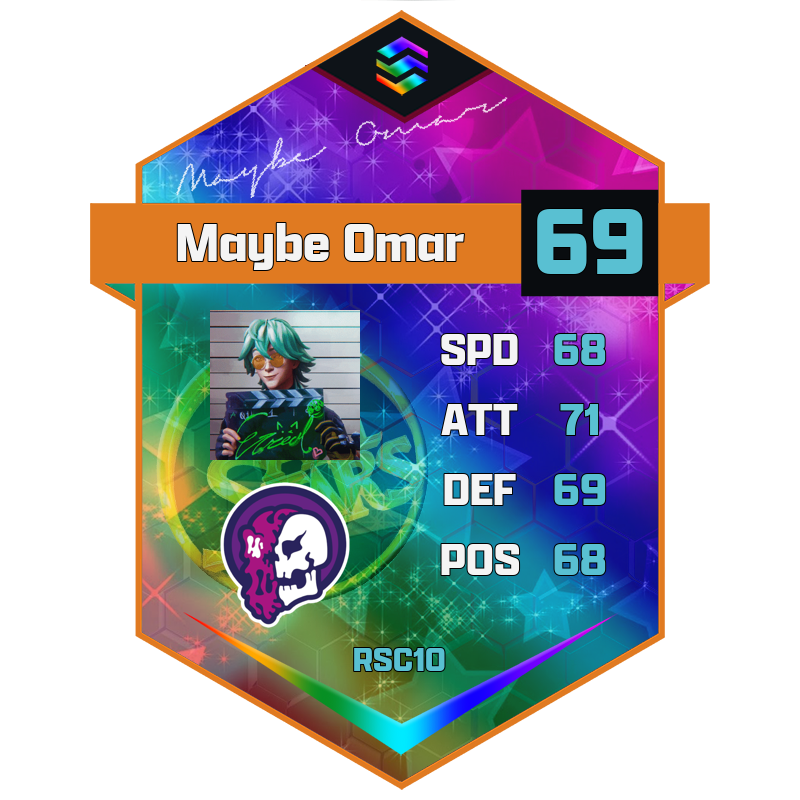 Maybe Omar
Maybe Omar
69
SPD 68
ATT 71
DEF 69
POS 68
RSC10